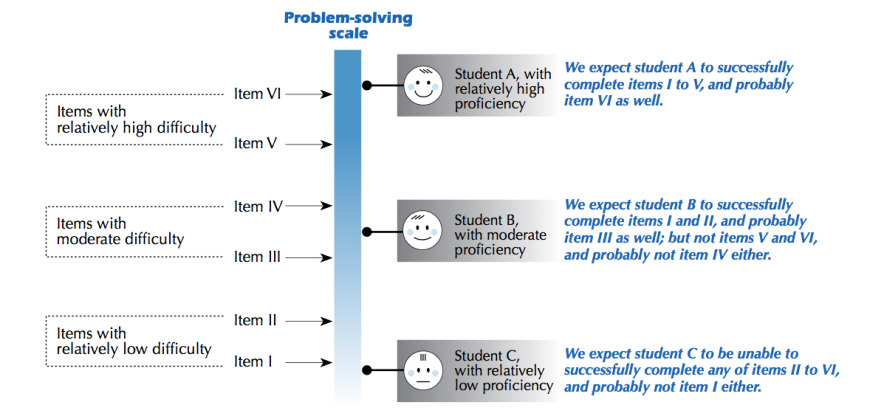 Problem-solving
scale
Item VI
Items with
relatively high difficulty
Item V
Student A, with
relatively high
proficiency
We expect student A to successfully
complete items I to V, and probably
item VI as well.
Item IV
Items with
moderate difficulty
Item III
Student B,
with moderate
proficiency
We expect student B to successfully
complete items I and II, and probably
item III as well; but not items V and VI,
and probably not item IV either.
Item II
Items with
relatively low difficulty
Item I
Student C,
with relatively
low proficiency
We expect student C to be unable to
successfully complete any of items II to VI,
and probably not item I either.